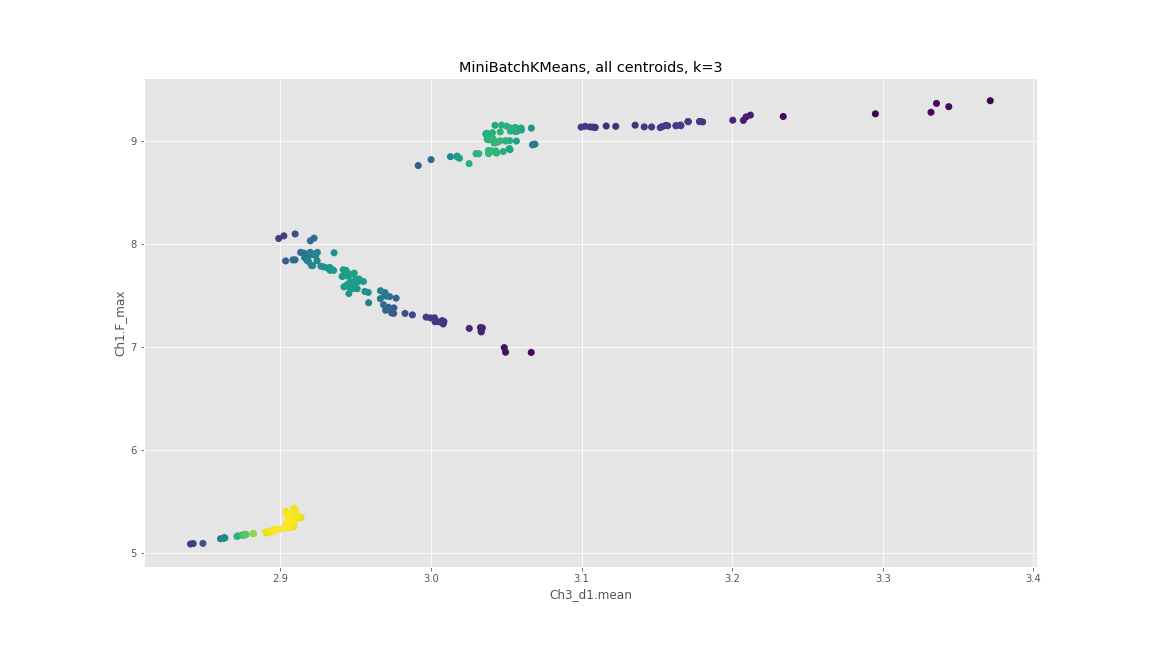 MiniBatchKMeans, all centroids, k=3
Ch1.F_max
9
8
7
6
5
2.9 3.0 3.1 3.2 3.3 3.4
Ch3_d1.mean